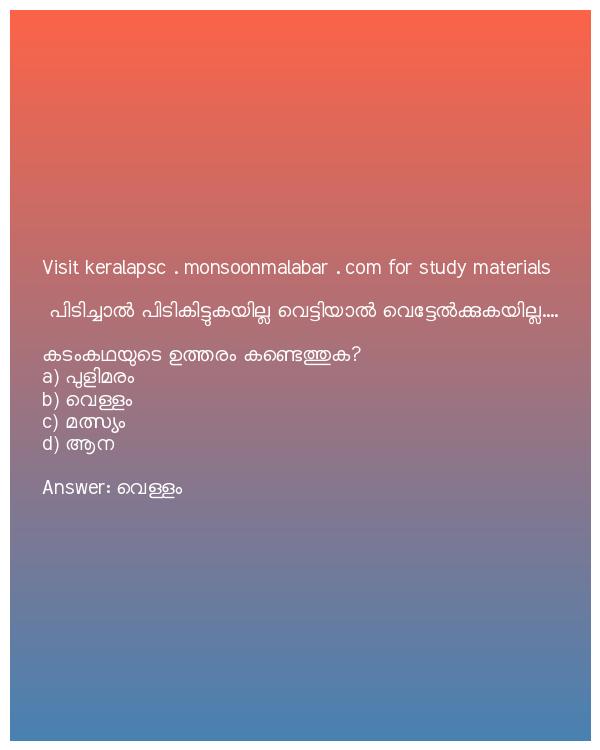 Visit keralapsc . monsoonmalabar . com for study materials
പിടിച്ചാൽ പിടികിട്ടുകയില്ല വെട്ടിയാൽ വെട്ടേൽക്കുകയില്ല....
കടംകഥയുടെ ഉത്തരം കണ്ടെത്തുക?
a) പുളിമരം
b) വെള്ളം
c) മത്സ്യം
d) ആന
Answer: വെള്ളം